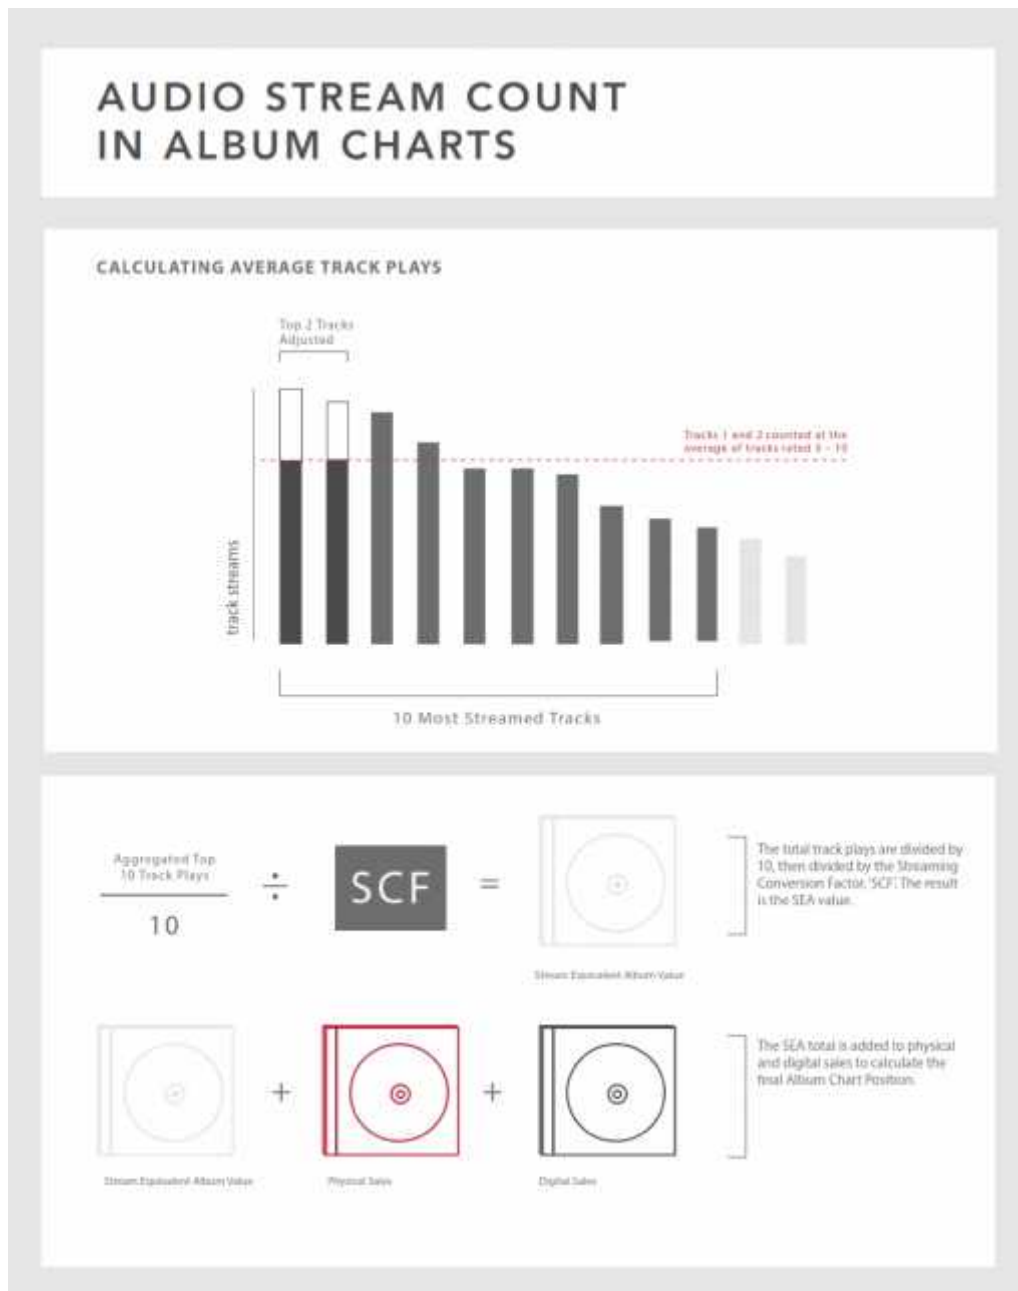 AUDIO STREAM COUNT
IN ALBUM CHARTS
CALCULATING AVERAGE TRACK PLAYS
Top 2 Tracks
Adjusted
Tracks 1 and 2 counted at the
average of tracks rated 3 - 10
track streams
10 Most Streamed Tracks
Aggregated Top
10 Track Plays
10
÷
SCF
=
The total track plays are divided by
10, then divided by the Streaming
Conversion Factor, 'SCF'. The result
is the SEA value.
Stream Equivalent Album Value
+
+
The SEA total is added to physical
and digital sales to calculate the
final Album Chart Position.
Stream Equivalent Album Value
Physical Sales
Digital Sales